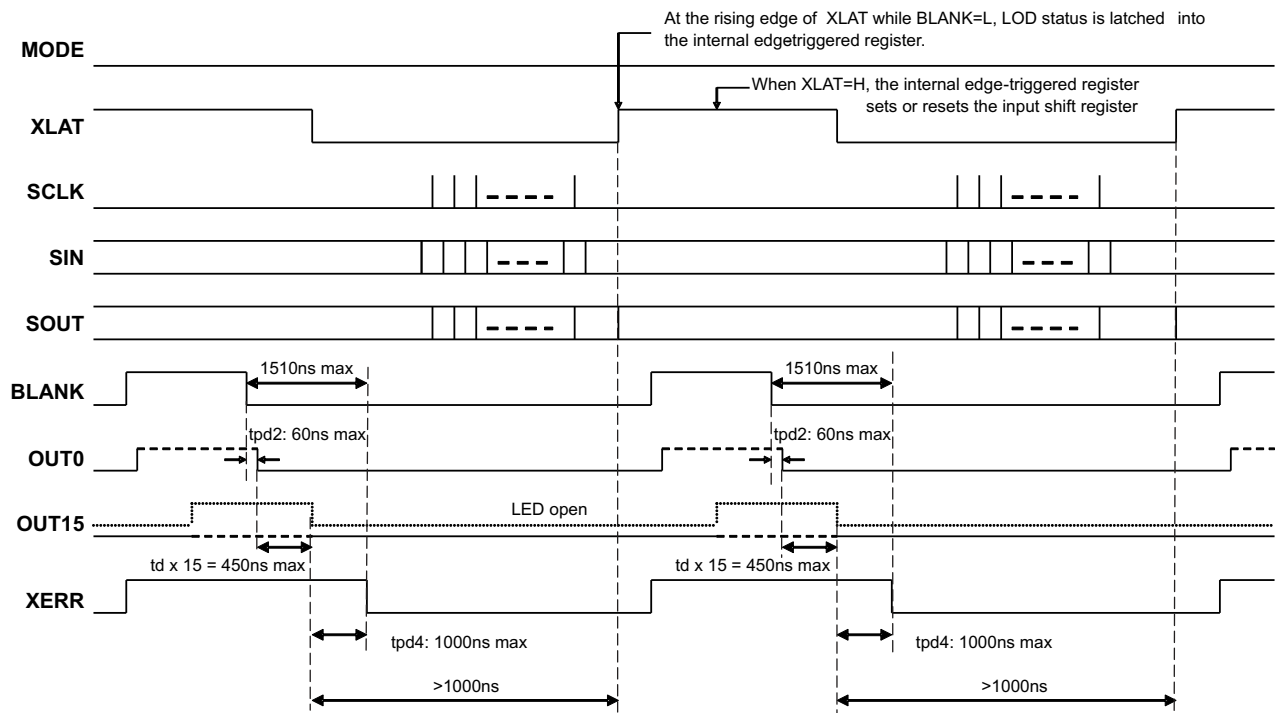 At the rising edge of XLAT while BLANK=L, LOD status is latched into
the internal edgetriggered register.
MODE
When XLAT=H, the internal edge-triggered register
sets or resets the input shift register
XLAT
SCLK
SIN
SOUT
1510ns max
1510ns max
BLANK
tpd2: 60ns max
tpd2: 60ns max
OUT0
LED open
OUT15
td x 15 = 450ns max
td x 15 = 450ns max
XERR
tpd4: 1000ns max
tpd4: 1000ns max
>1000ns
>1000ns